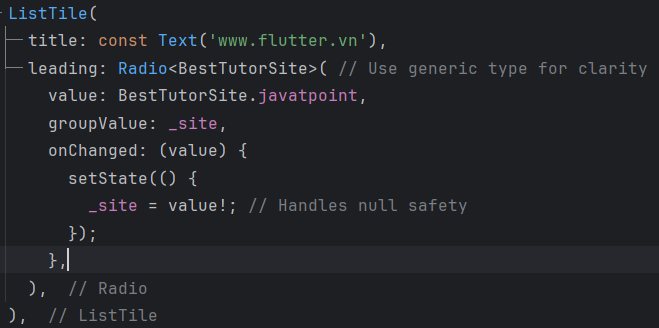 ListTile(
title: const Text('www.flutter.vn'),
leading: Radio<BestTutorSite>( // Use generic type for clarity
value: BestTutorSite.javatpoint,
groupValue: _site,
onChanged: (value) {
setState(() {
_site = value!; // Handles null safety
});
},
), // Radio
), // ListTile